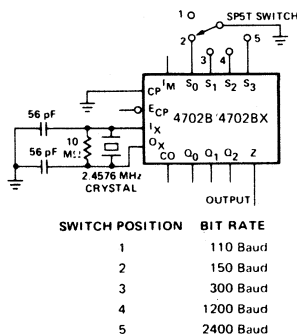 1
SP5T SWITCH
2
3
4
5
IM S0 S1 S2 S3
CP
ECP
IX
QX
4702B/4702BX
CO Q0 Q1 Q2 Z
56 pF
10 MΩ
56 pF
2.4576 MHz
CRYSTAL
OUTPUT
SWITCH POSITION BIT RATE
1 110 Baud
2 150 Baud
3 300 Baud
4 1200 Baud
5 2400 Baud